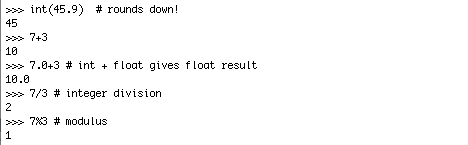 >>> int(45.9)  # rounds down!
45
>>> 7+3
10
>>> 7.0+3 # int + float gives float result
10.0
>>> 7/3 # integer division
2
>>> 7%3 # modulus
1